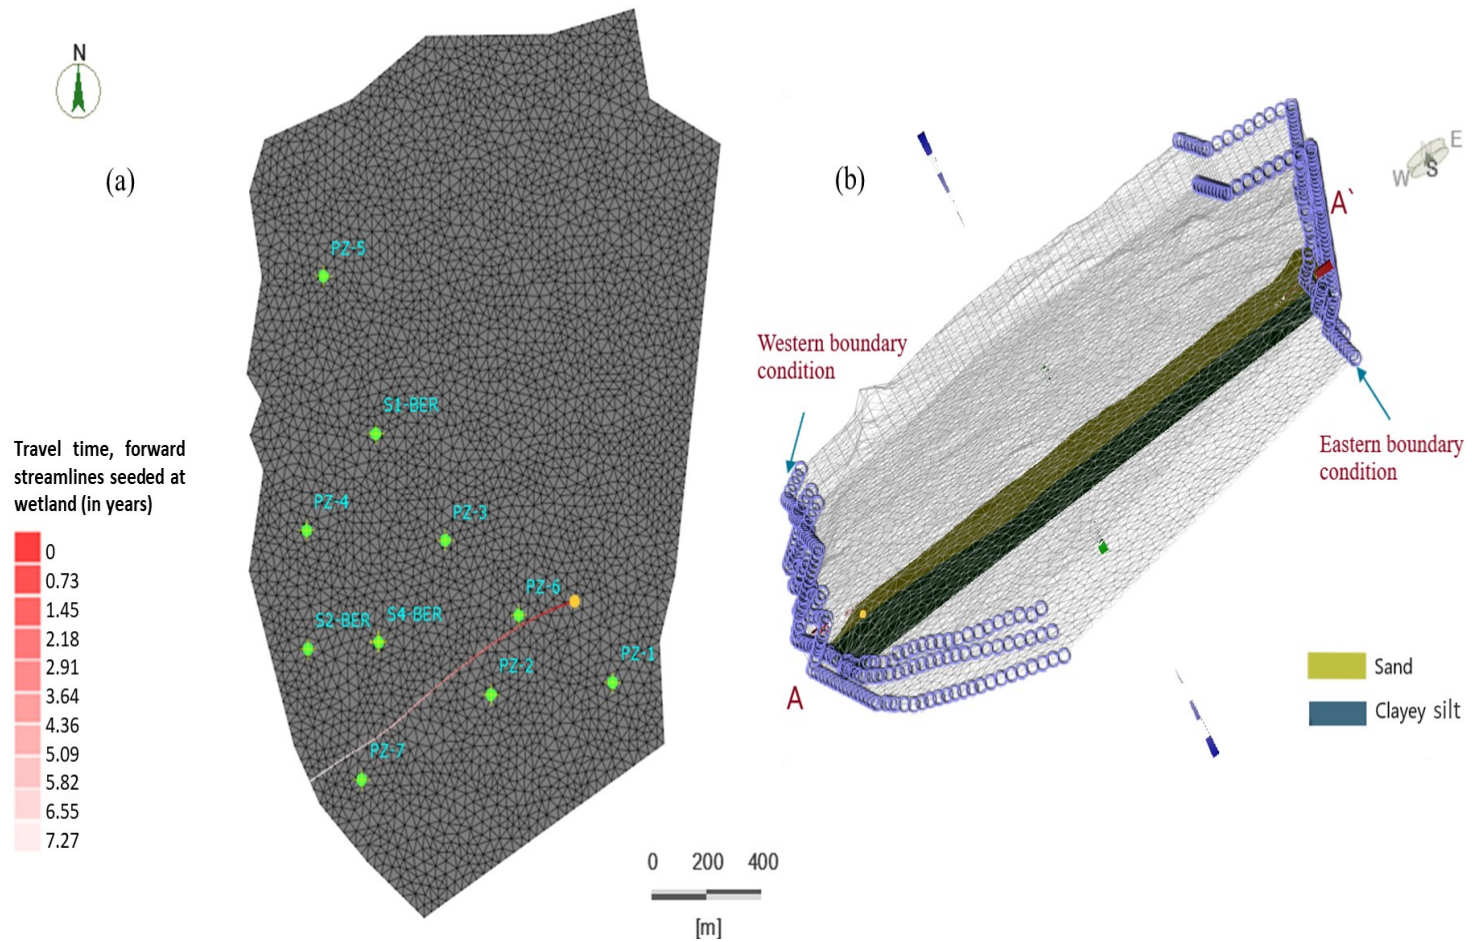 N
(a)
PZ-5
S1-BER
PZ-4
PZ-3
PZ-6
S2-BER
S4-BER
PZ-2
PZ-1
PZ-7
Travel time, forward
streamlines seeded at
wetland (in years)
0
0.73
1.45
2.18
2.91
3.64
4.36
5.09
5.82
6.55
7.27
0 200 400
[m]
(b)
W S E
A`
Western boundary
condition
Eastern boundary
condition
A
Sand
Clayey silt